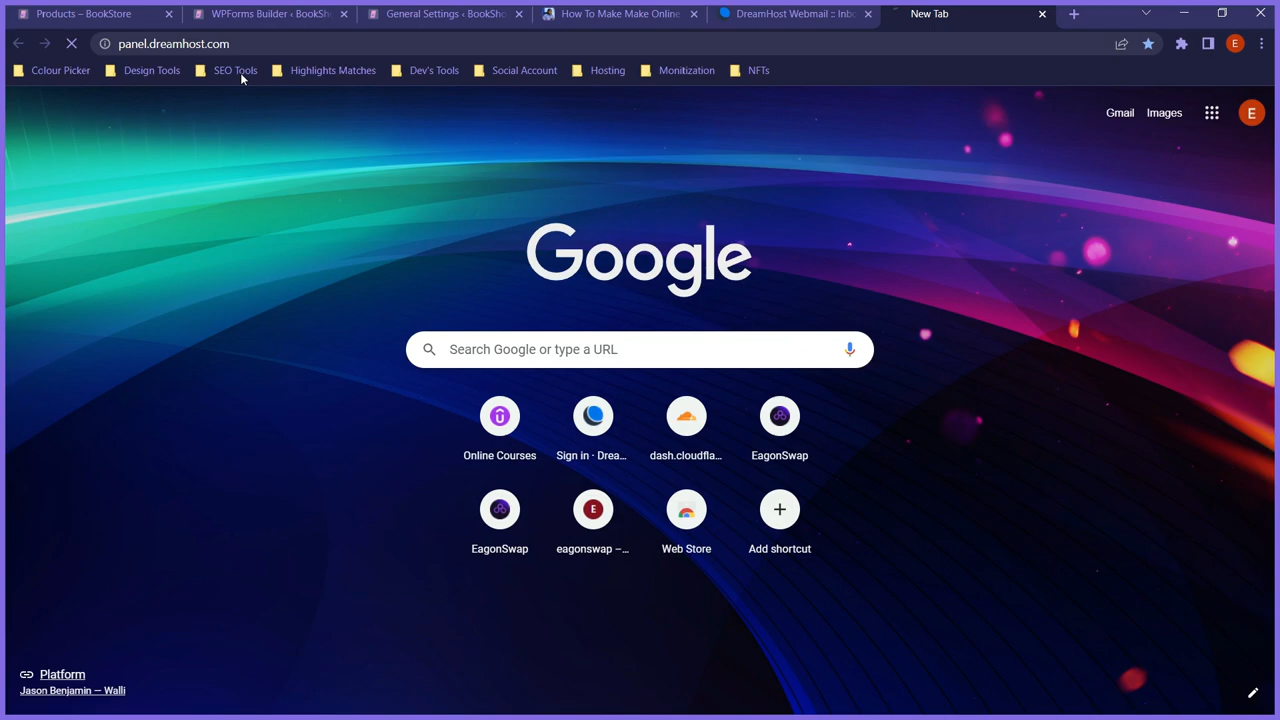 Products – BookStore
WPForms Builder ‹ BookSh
General Settings ‹ BookSho
How To Make Make Online
DreamHost Webmail :: Inb
New Tab
panel.dreamhost.com
E
Colour Picker
Design Tools
SEO Tools
Highlights Matches
Dev's Tools
Social Account
Hosting
Monitization
NFTs
Gmail
Images
E
Google
Search Google or type a URL
Online Courses
Sign in · Drea...
dash.cloudfla...
EagonSwap
E
EagonSwap
eagonswap –...
Web Store
Add shortcut
Platform
Jason Benjamin — Walli